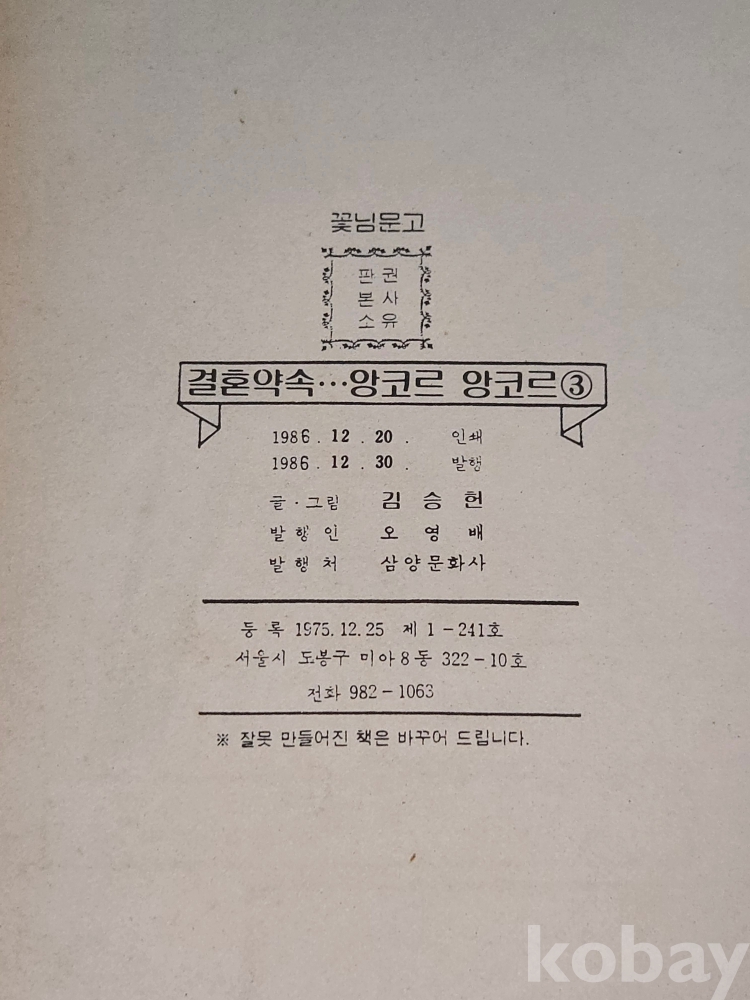 꽃님문고
판권
본사
소유
결혼약속…앙코르 앙코르③
1986. 12. 20. 인쇄
1986. 12. 30. 발행
글·그림 김승헌
발행인 오영배
발행처 삼양문화사
등록 1975.12.25 제1-241호
서울시 도봉구 미아8동 322-10호
전화 982-1063
※ 잘못 만들어진 책은 바꾸어 드립니다.
kobay